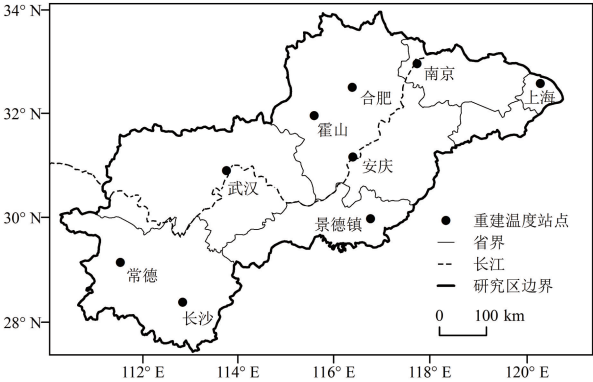 34° N
32° N
30° N
28° N
南京
合肥
上海
霍山
安庆
武汉
景德镇
常德
长沙
重建温度站点
省界
长江
研究区边界
0 100 km
112° E 114° E 116° E 118° E 120° E